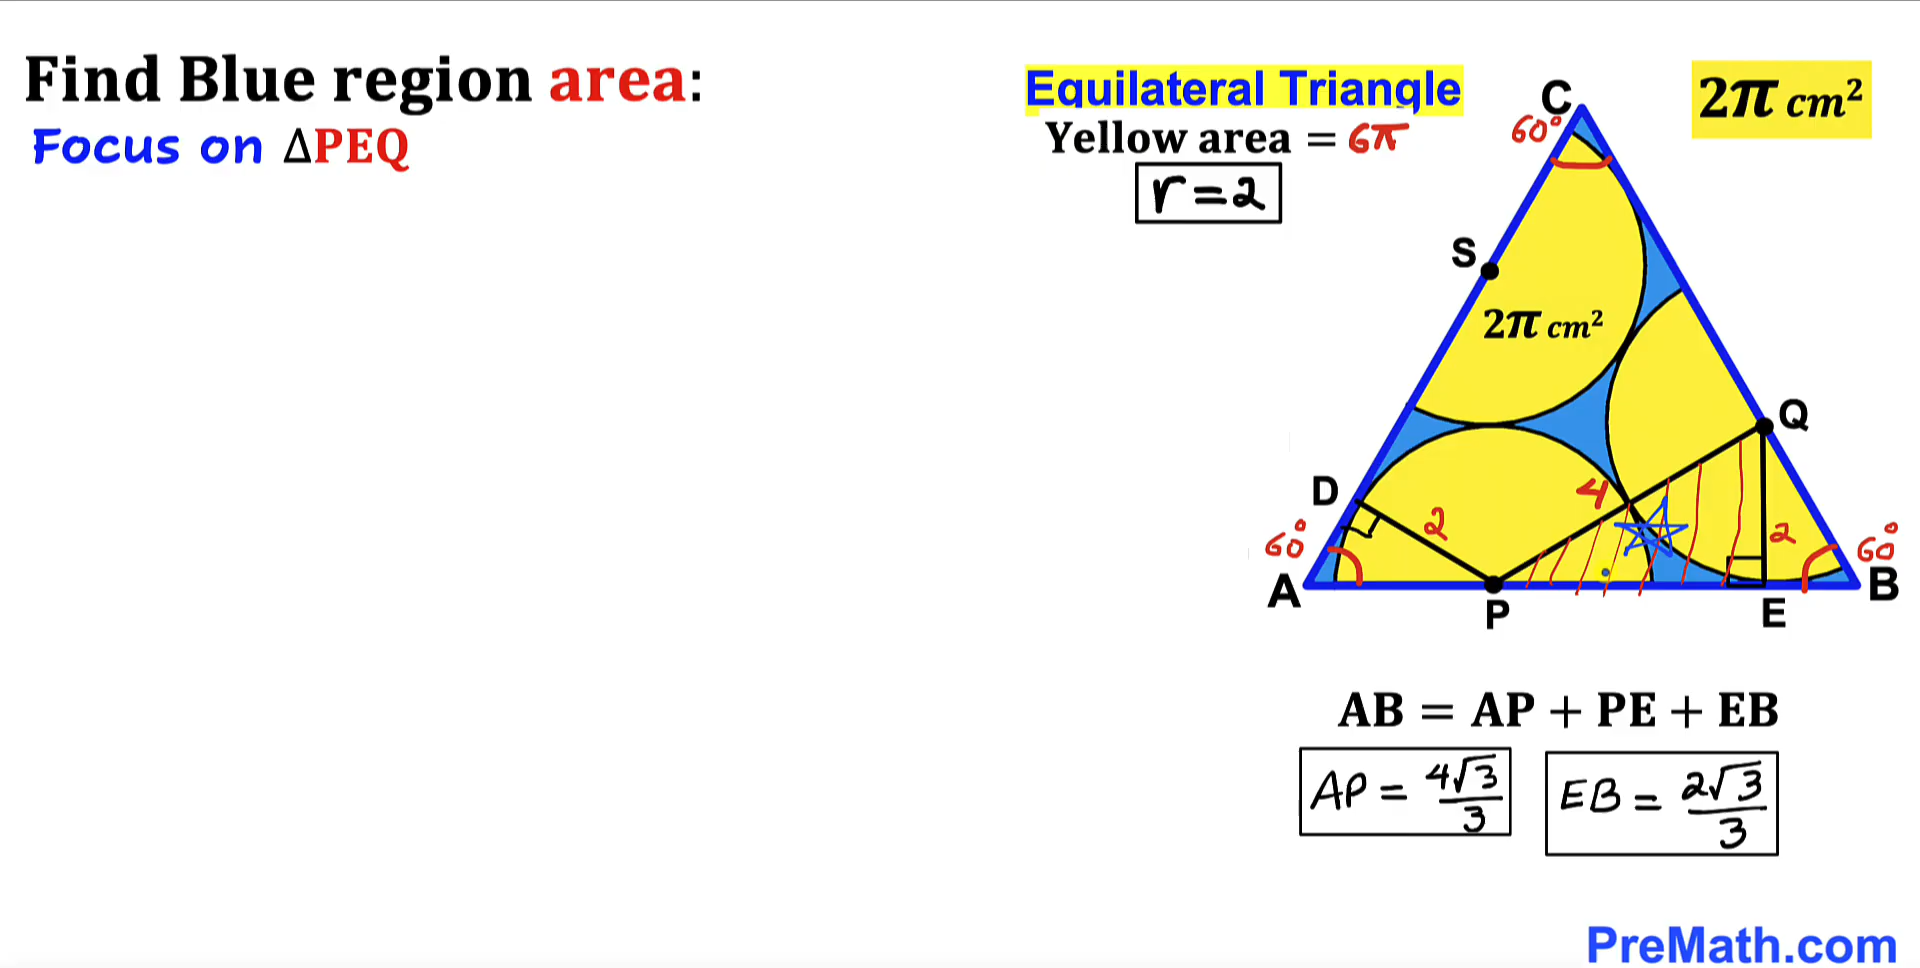 Find Blue region area:
Focus on ΔPEQ
Equilateral Triangle
Yellow area = 6π
r = 2
2π cm²
C
60°
S
2π cm²
Q
D
4
2
2
60°
60°
A
B
P
E
AB = AP + PE + EB
AP = 4√3/3
EB = 2√3/3
PreMath.com